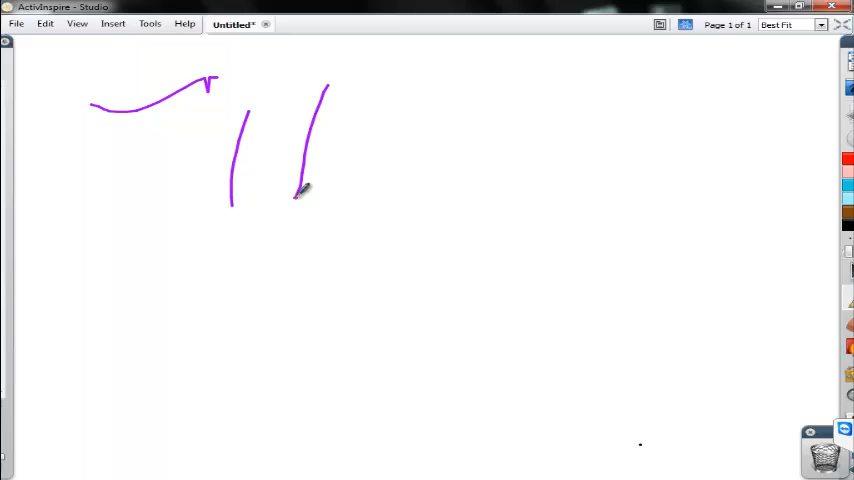 ActivInspire - Studio
File Edit View Insert Tools Help Untitled* Page 1 of 1 Best Fit